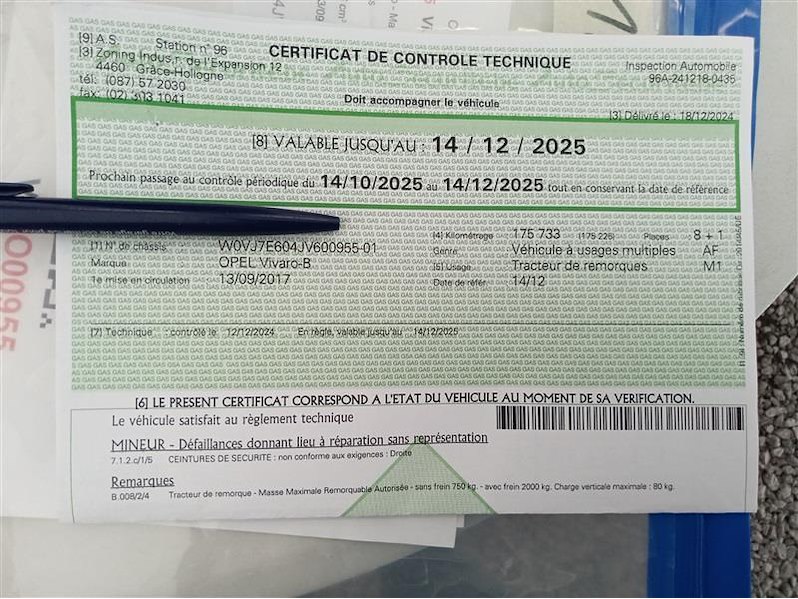 [9] A.S. Station n° 96
[3] Zoning Indus.r. de l'Expansion 12
4460 - Grâce-Hollogne
tél: (087) 57 2030
fax: (02) 303 1041
CERTIFICAT DE CONTROLE TECHNIQUE
Doit accompagner le véhicule
Inspection Automobile
96A-241218-0435
[3] Délivré le : 18/12/2024
[8] VALABLE JUSQU'AU : 14 / 12 / 2025
Prochain passage au contrôle périodique du 14/10/2025 au 14/12/2025 tout en conservant la date de référence
[1] N° de châssis W0VJ7E604JV600955-01
Marque OPEL Vivaro-B
1e mise en circulation 13/09/2017
[4] Kilométrage 175 733 (175 226) Places 8 + 1
Genre Véhicule à usages multiples AF
[5] Usage Tracteur de remorques M1
Date de référ. 14/12
[7] Technique : contrôlé le 12/12/2024 En règle, valable jusqu'au 14/12/2025
[6] LE PRESENT CERTIFICAT CORRESPOND A L'ETAT DU VEHICULE AU MOMENT DE SA VERIFICATION.
Le véhicule satisfait au règlement technique
MINEUR - Défaillances donnant lieu à réparation sans représentation
7.1.2.c/1/5 CEINTURES DE SECURITE : non conforme aux exigences : Droite
Remarques
B.008/2/4 Tracteur de remorque - Masse Maximale Remorquable Autorisée - sans frein 750 kg. - avec frein 2000 kg. Charge verticale maximale : 80 kg.
O00955